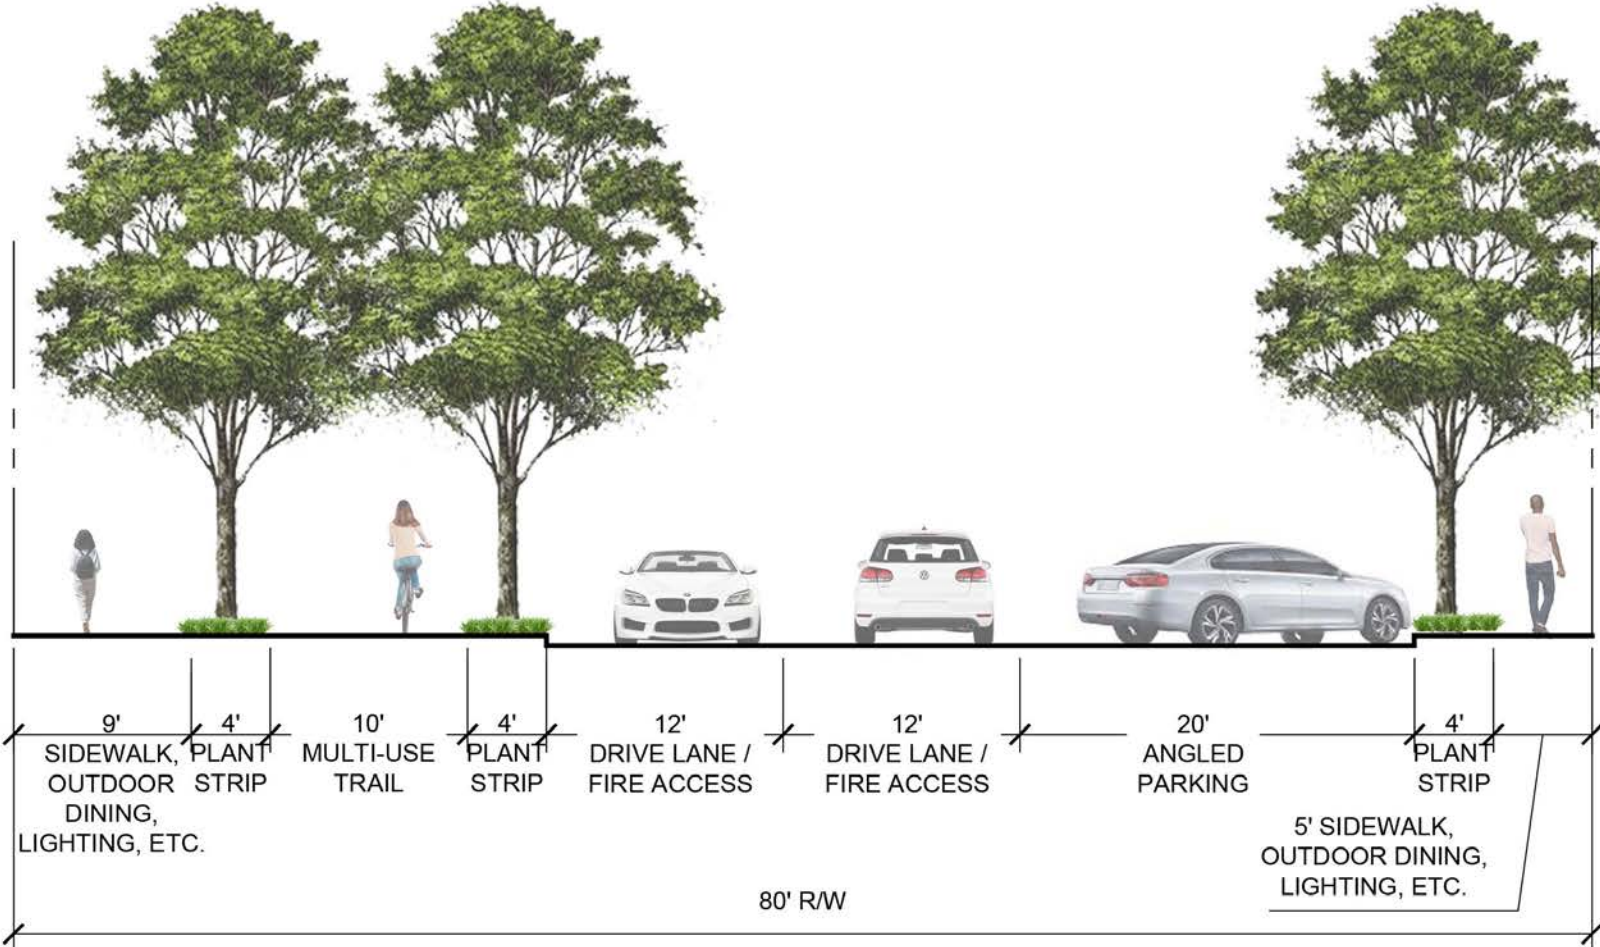 9'
SIDEWALK,
OUTDOOR
DINING,
LIGHTING, ETC.
4'
PLANT
STRIP
10'
MULTI-USE
TRAIL
4'
PLANT
STRIP
12'
DRIVE LANE /
FIRE ACCESS
12'
DRIVE LANE /
FIRE ACCESS
20'
ANGLED
PARKING
4'
PLANT
STRIP
5' SIDEWALK,
OUTDOOR DINING,
LIGHTING, ETC.
80' R/W